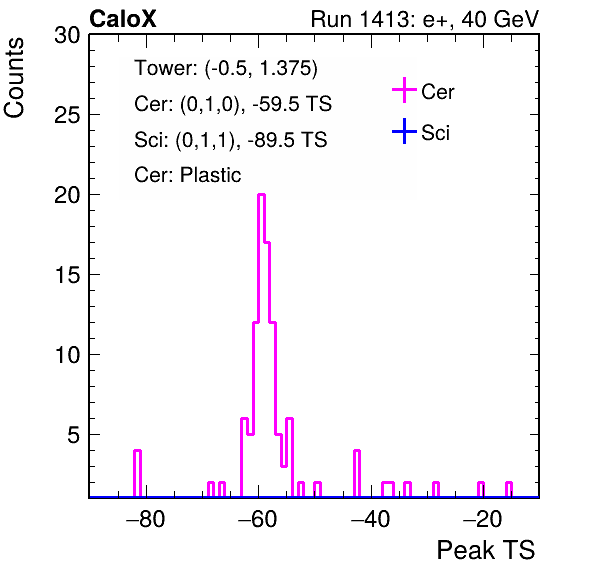 CaloX Run 1413: e+, 40 GeV
Counts
30
25
20
15
10
5
Tower: (-0.5, 1.375)
Cer: (0,1,0), -59.5 TS
Sci: (0,1,1), -89.5 TS
Cer: Plastic
Cer
Sci
−80 −60 −40 −20
Peak TS